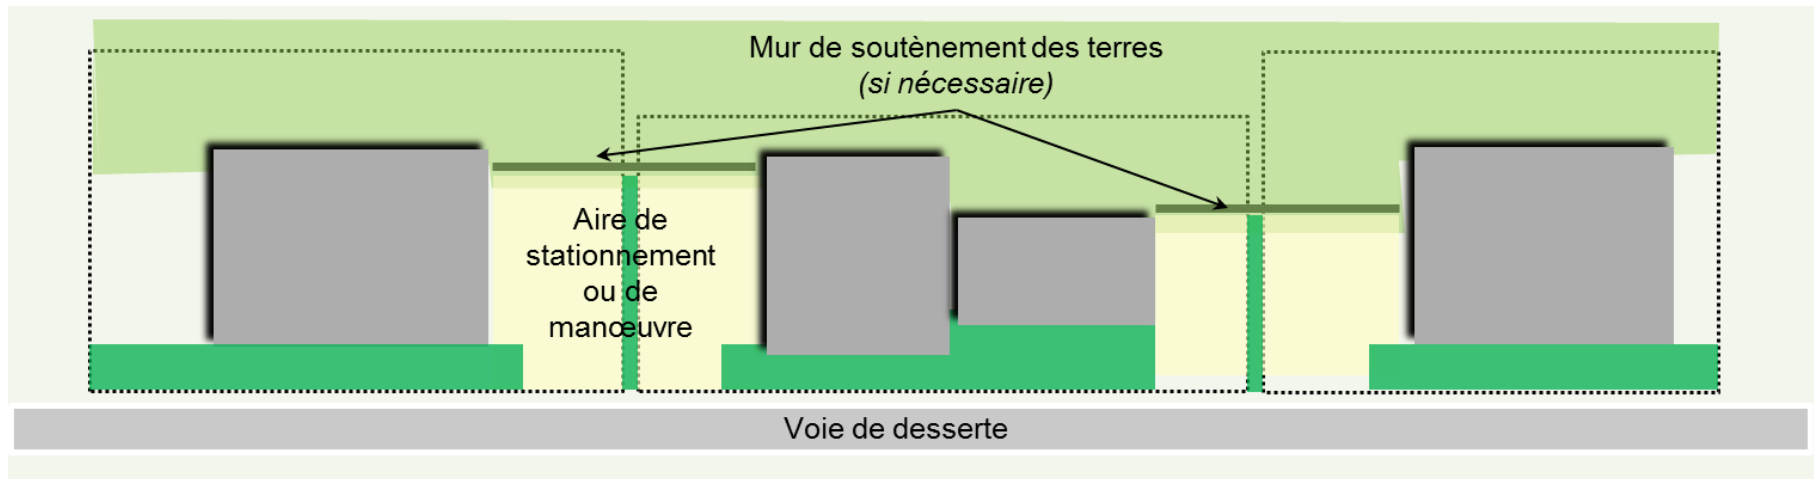 Mur de soutènement des terres
(si nécessaire)
Aire de
stationnement
ou de
manœuvre
Voie de desserte